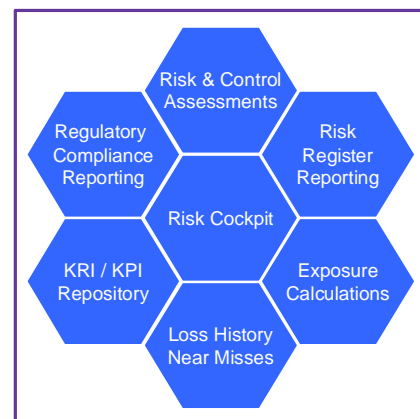 Risk & Control
Assessments
Regulatory
Compliance
Reporting
Risk
Register
Reporting
Risk Cockpit
KRI / KPI
Repository
Exposure
Calculations
Loss History
Near Misses